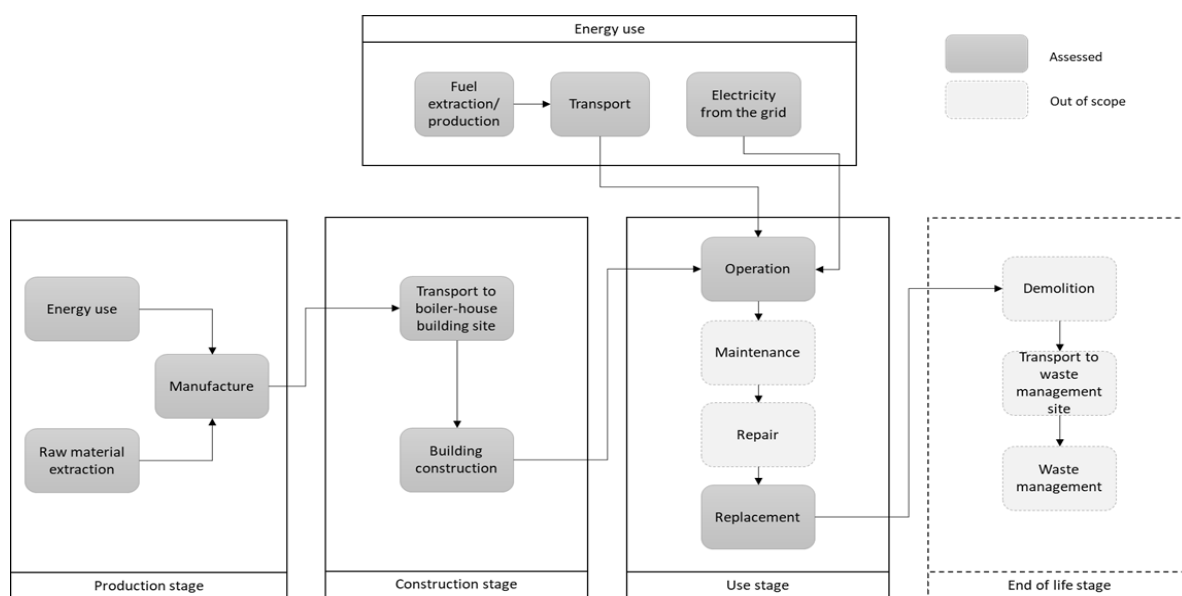 Energy use
Fuel
extraction/
production
Transport
Electricity
from the grid
Assessed
Out of scope
Energy use
Manufacture
Raw material
extraction
Production stage
Transport to
boiler-house
building site
Building
construction
Construction stage
Operation
Maintenance
Repair
Replacement
Use stage
Demolition
Transport to
waste
management
site
Waste
management
End of life stage